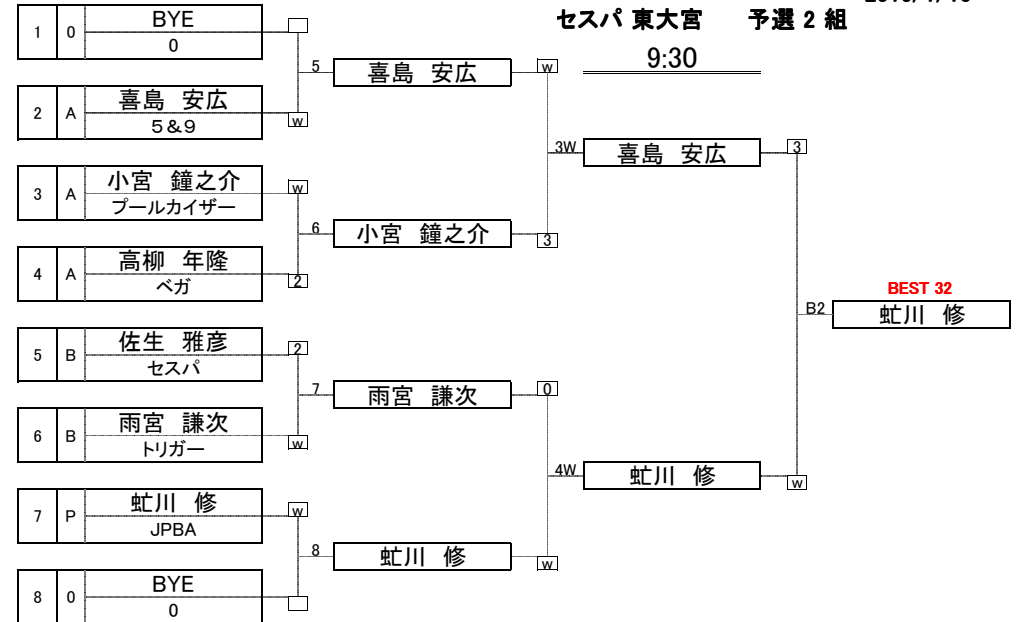 セスパ 東大宮 予選 2 組
9:30
1 0 BYE
0
2 A 喜島 安広
5&9
w
3 A 小宮 鐘之介
プールカイザー
w
4 A 高柳 年隆
ベガ
2
5 B 佐生 雅彦
セスパ
2
6 B 雨宮 謙次
トリガー
w
7 P 虻川 修
JPBA
w
8 0 BYE
0
5 喜島 安広 w
6 小宮 鐘之介 3
7 雨宮 謙次 0
8 虻川 修 w
3W 喜島 安広 3
4W 虻川 修 w
BEST 32
B2 虻川 修